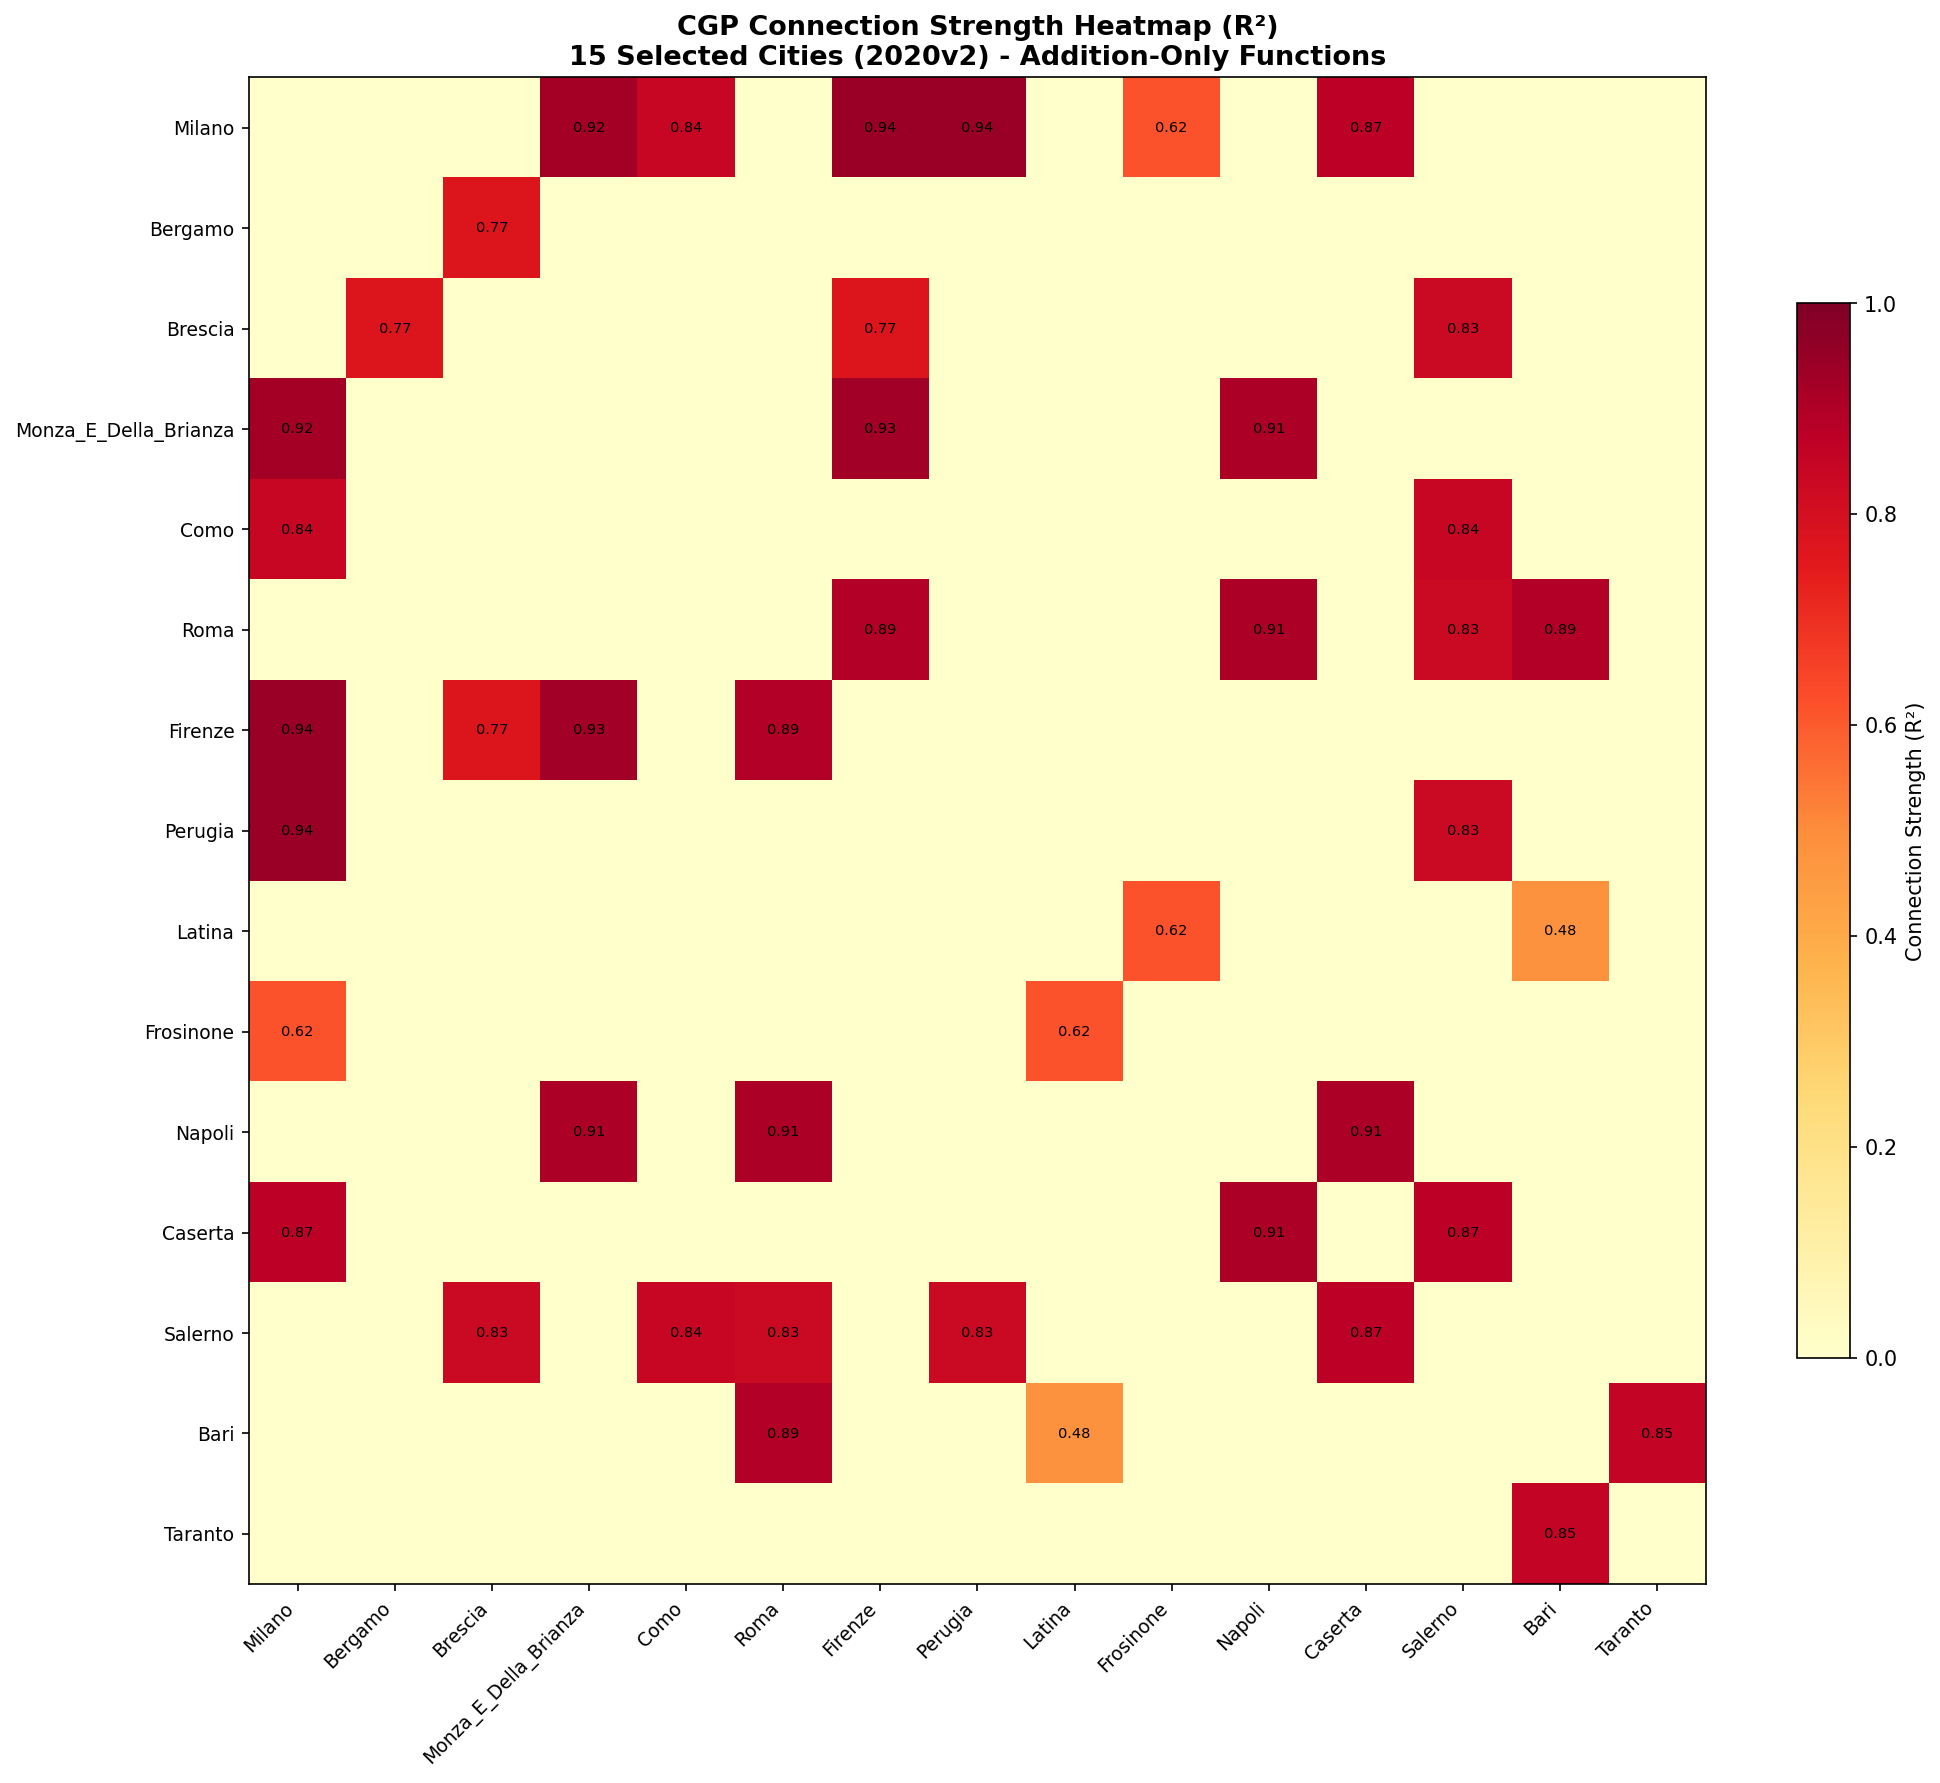 CGP Connection Strength Heatmap (R²)
15 Selected Cities (2020v2) - Addition-Only Functions
Milano 0.92 0.84 0.94 0.94 0.62 0.87
Bergamo 0.77
Brescia 0.77 0.77 0.83
Monza_E_Della_Brianza 0.92 0.93 0.91
Como 0.84 0.84
Roma 0.89 0.91 0.83 0.89
Firenze 0.94 0.77 0.93 0.89
Perugia 0.94 0.83
Latina 0.62 0.48
Frosinone 0.62 0.62
Napoli 0.91 0.91 0.91
Caserta 0.87 0.91 0.87
Salerno 0.83 0.84 0.83 0.83 0.87
Bari 0.89 0.48 0.85
Taranto 0.85
Milano Bergamo Brescia Monza_E_Della_Brianza Como Roma Firenze Perugia Latina Frosinone Napoli Caserta Salerno Bari Taranto
1.0
0.8
0.6
0.4
0.2
0.0
Connection Strength (R²)